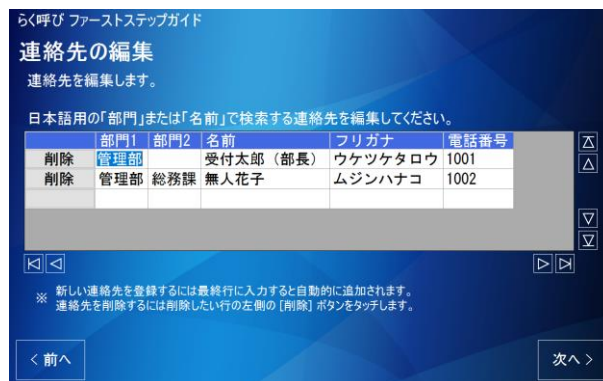 らく呼び ファーストステップガイド
連絡先の編集
連絡先を編集します。
日本語用の「部門」または「名前」で検索する連絡先を編集してください。
部門1 部門2 名前 フリガナ 電話番号
削除 管理部 受付太郎（部長） ウケツケタロウ 1001
削除 管理部 総務課 無人花子 ムジンハナコ 1002
※ 新しい連絡先を登録するには最終行に入力すると自動的に追加されます。
連絡先を削除するには削除したい行の左側の [削除] ボタンをタッチします。
＜ 前へ 次へ ＞